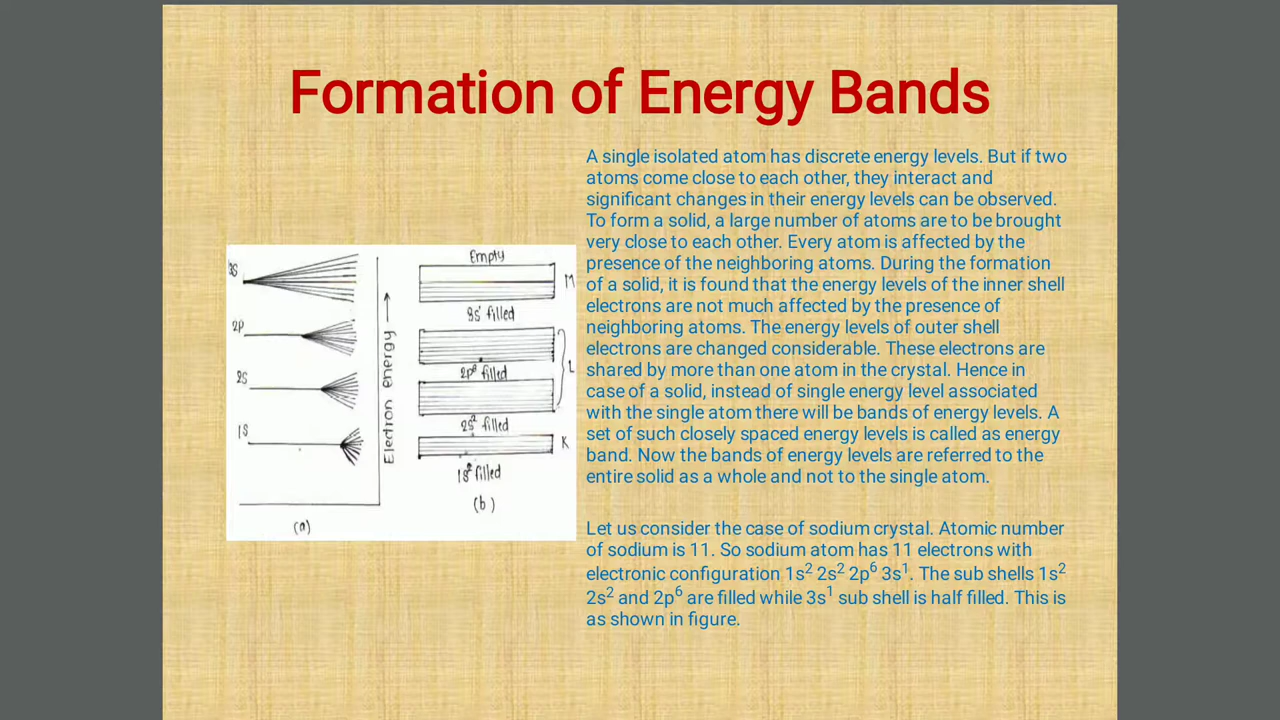 Formation of Energy Bands
A single isolated atom has discrete energy levels. But if two
atoms come close to each other, they interact and
significant changes in their energy levels can be observed.
To form a solid, a large number of atoms are to be brought
very close to each other. Every atom is affected by the
presence of the neighboring atoms. During the formation
of a solid, it is found that the energy levels of the inner shell
electrons are not much affected by the presence of
neighboring atoms. The energy levels of outer shell
electrons are changed considerable. These electrons are
shared by more than one atom in the crystal. Hence in
case of a solid, instead of single energy level associated
with the single atom there will be bands of energy levels. A
set of such closely spaced energy levels is called as energy
band. Now the bands of energy levels are referred to the
entire solid as a whole and not to the single atom.
Let us consider the case of sodium crystal. Atomic number
of sodium is 11. So sodium atom has 11 electrons with
electronic configuration 1s² 2s² 2p⁶ 3s¹. The sub shells 1s²
2s² and 2p⁶ are filled while 3s¹ sub shell is half filled. This is
as shown in figure.
3S
2P
2S
1S
(a)
Electron energy →
Empty
M
3s' filled
2p⁶ filled
L
2s² filled
K
1s² filled
(b)